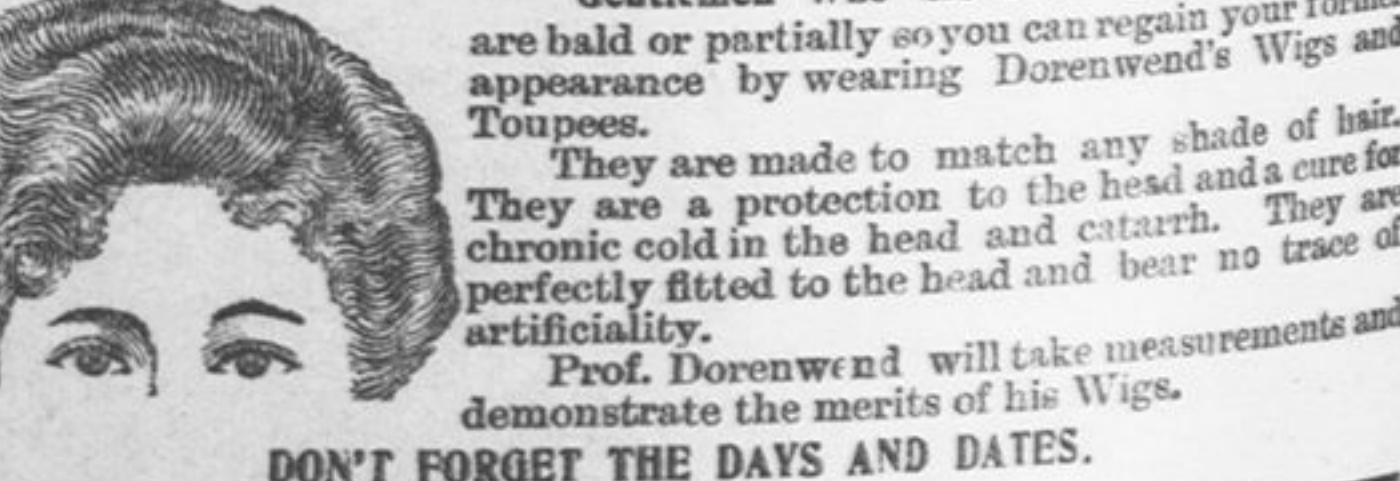 are bald or partially so you can regain your
appearance by wearing Dorenwend's Wigs and
Toupees.
They are made to match any shade of hair.
They are a protection to the head and a cure for
chronic cold in the head and catarrh. They are
perfectly fitted to the head and bear no trace of
artificiality.
Prof. Dorenwend will take measurements and
demonstrate the merits of his Wigs.
DON'T FORGET THE DAYS AND DATES.